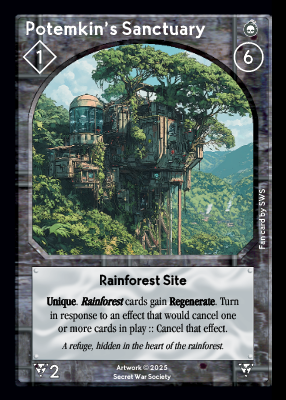 Potemkin's Sanctuary
1
6
Fan card by SWS
Rainforest Site
Unique. Rainforest cards gain Regenerate. Turn
in response to an effect that would cancel one
or more cards in play :: Cancel that effect.
A refuge, hidden in the heart of the rainforest.
2
Artwork © 2025
Secret War Society